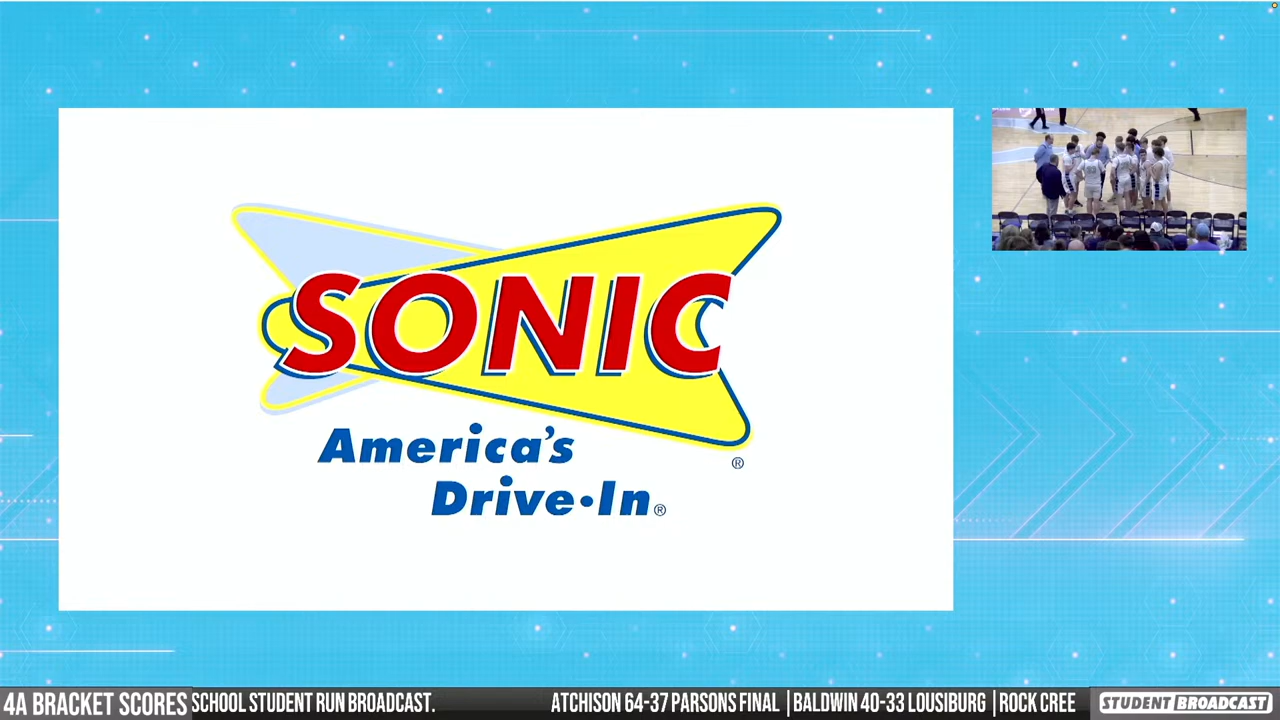 SONIC
America's
Drive•In®
®
4A BRACKET SCORES SCHOOL STUDENT RUN BROADCAST. ATCHISON 64-37 PARSONS FINAL | BALDWIN 40-33 LOUSIBURG | ROCK CREE STUDENT BROADCAST